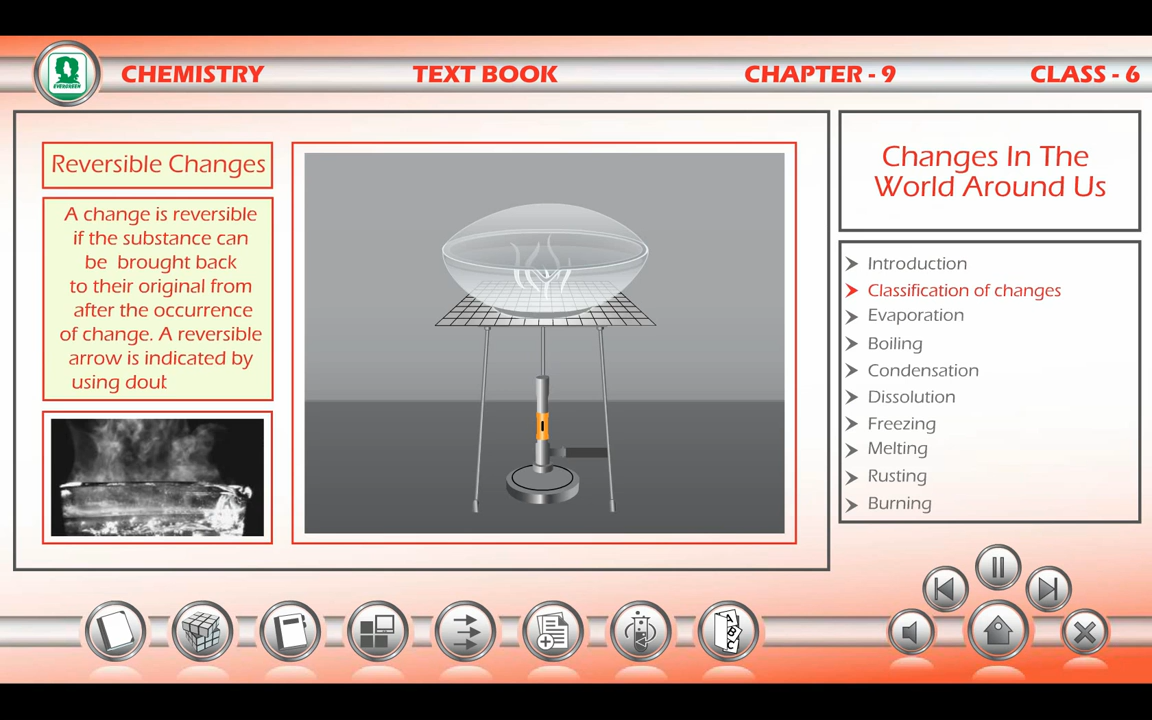 CHEMISTRY TEXT BOOK CHAPTER - 9 CLASS - 6
EVERGREEN
Reversible Changes
A change is reversible
if the substance can
be brought back
to their original from
after the occurrence
of change. A reversible
arrow is indicated by
using doub
Changes In The
World Around Us
Introduction
Classification of changes
Evaporation
Boiling
Condensation
Dissolution
Freezing
Melting
Rusting
Burning
A
B
C